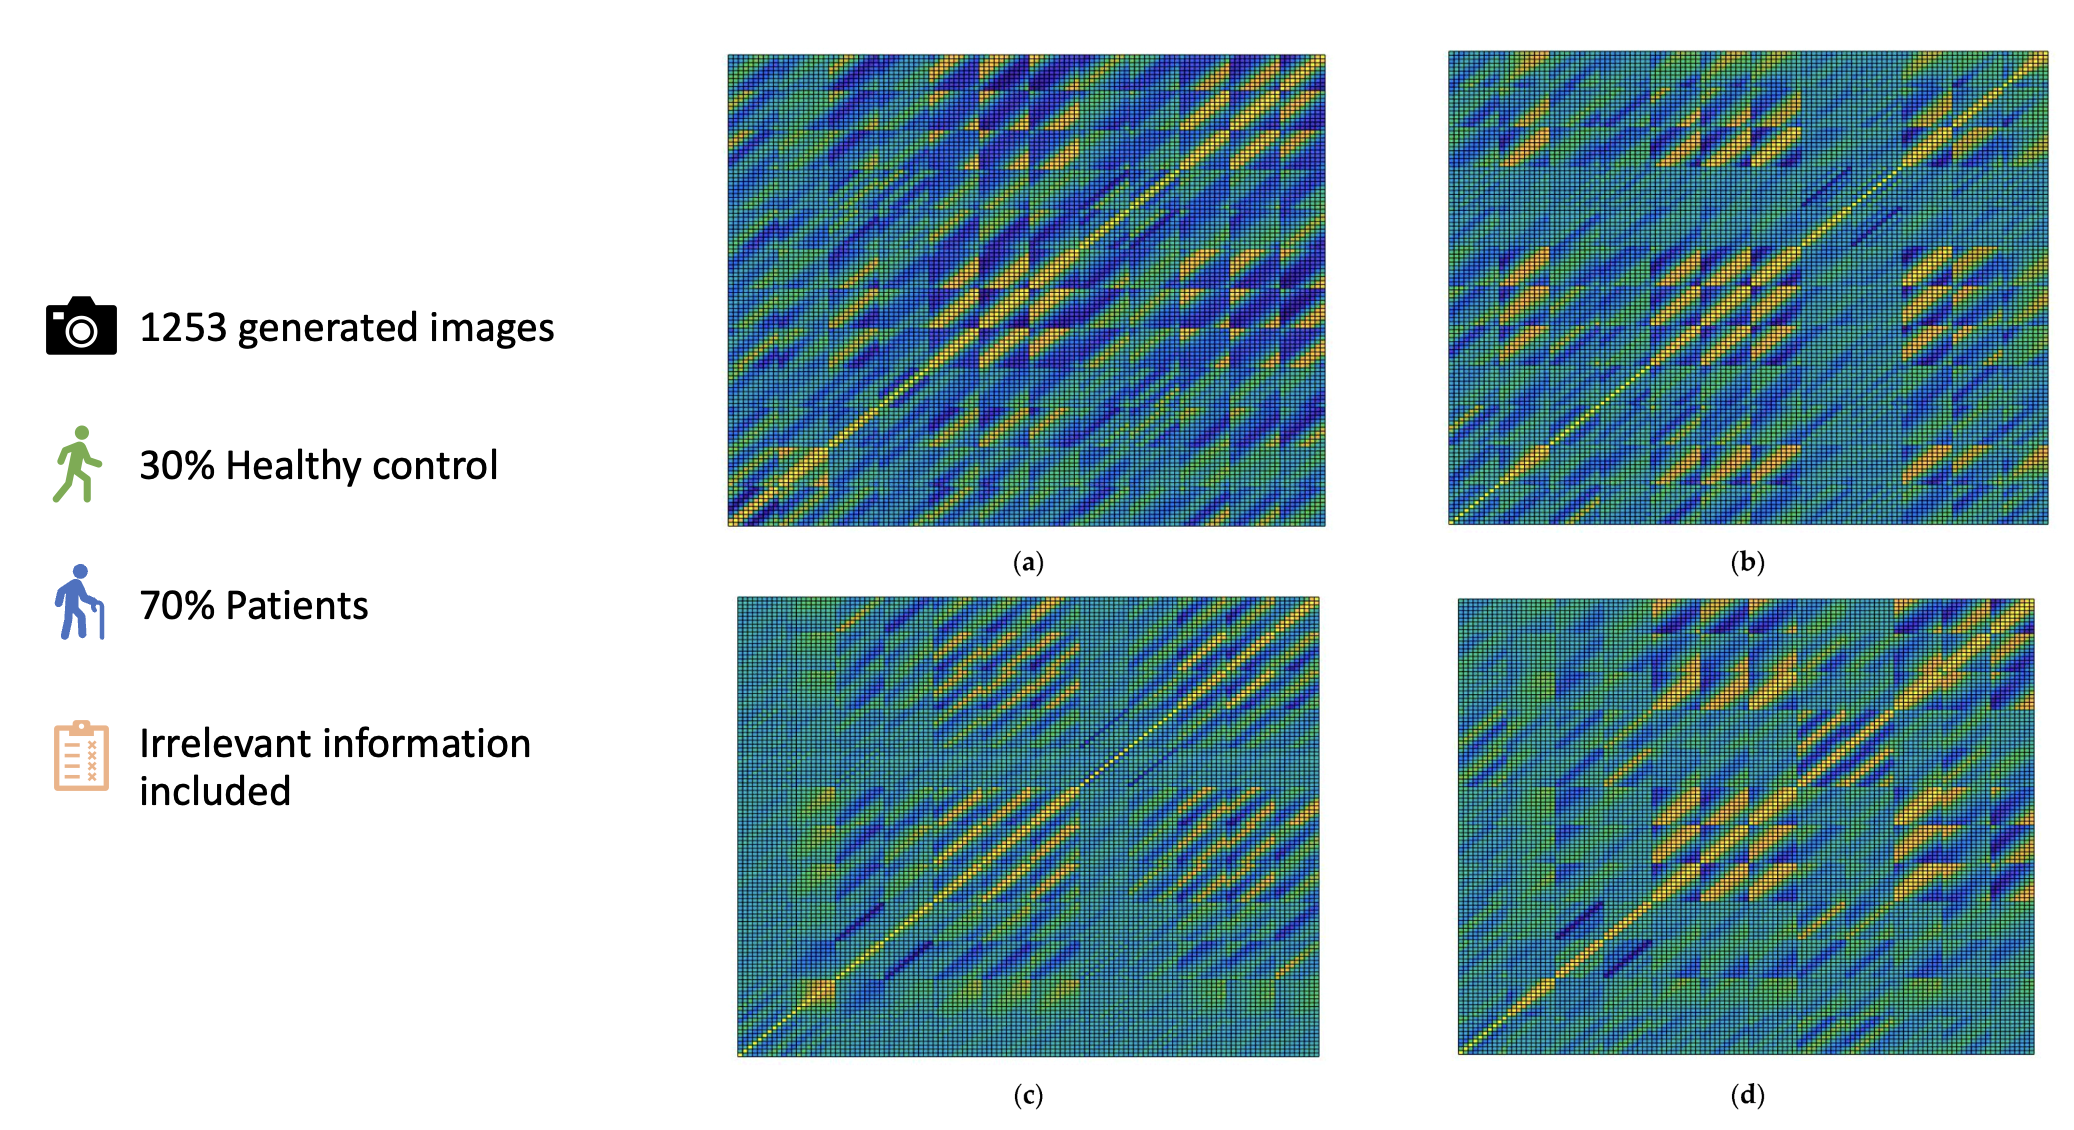 1253 generated images
30% Healthy control
70% Patients
Irrelevant information
included
(a)
(b)
(c)
(d)